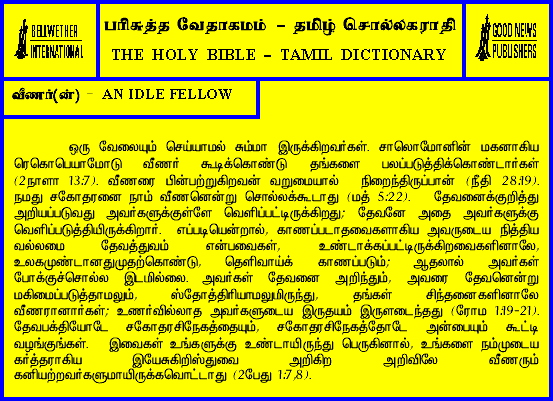 BELLWETHER
INTERNATIONAL
பரிசுத்த வேதாகமம் – தமிழ் சொல்லகராதி
THE HOLY BIBLE – TAMIL DICTIONARY
GOOD NEWS
PUBLISHERS
வீணர்(ன்) – AN IDLE FELLOW
ஒரு வேலையும் செய்யாமல் சும்மா இருக்கிறவர்கள். சாலொமோனின் மகனாகிய
ரெகொபெயாமோடு வீணர் கூடிக்கொண்டு தங்களை பலப்படுத்திக்கொண்டார்கள்
(2நாளா 13:7). வீணரை பின்பற்றுகிறவன் வறுமையால் நிறைந்திருப்பான் (நீதி 28:19).
நமது சகோதரனை நாம் வீணனென்று சொல்லக்கூடாது (மத் 5:22). தேவனைக்குறித்து
அறியப்படுவது அவர்களுக்குள்ளே வெளிப்பட்டிருக்கிறது; தேவனே அதை அவர்களுக்கு
வெளிப்படுத்தியிருக்கிறார். எப்படியென்றால், காணப்படாதவைகளாகிய அவருடைய நித்திய
வல்லமை தேவத்துவம் என்பவைகள், உண்டாக்கப்பட்டிருக்கிறவைகளினாலே,
உலகமுண்டானதுமுதற்கொண்டு, தெளிவாய்க் காணப்படும்; ஆதலால் அவர்கள்
போக்குச்சொல்ல இடமில்லை. அவர்கள் தேவனை அறிந்தும், அவரை தேவனென்று
மகிமைப்படுத்தாமலும், ஸ்தோத்திரியாமலுமிருந்து, தங்கள் சிந்தனைகளினாலே
வீணரானார்கள்; உணர்வில்லாத அவர்களுடைய இருதயம் இருளடைந்தது (ரோம 1:19-21).
தேவபக்தியோடே சகோதரசிநேகத்தையும், சகோதரசிநேகத்தோடே அன்பையும் கூட்டி
வழங்குங்கள். இவைகள் உங்களுக்கு உண்டாயிருந்து பெருகினால், உங்களை நம்முடைய
கர்த்தராகிய இயேசுகிறிஸ்துவை அறிகிற அறிவிலே வீணரும்
கனியற்றவர்களுமாயிருக்கவொட்டாது (2பேது 1:7,8).